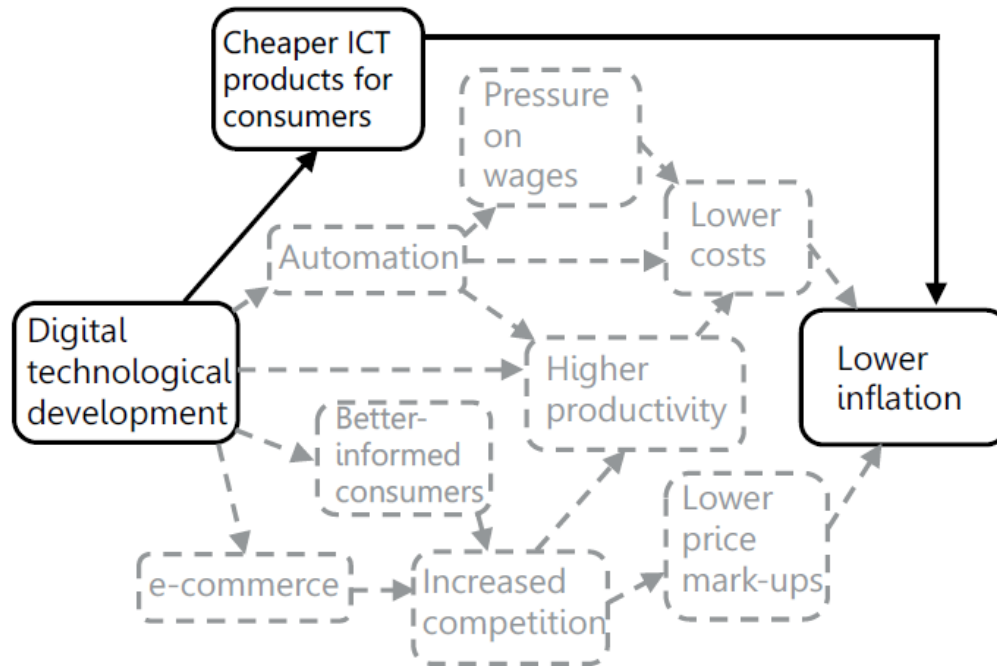 Cheaper ICT
products for
consumers
Pressure
on
wages
Lower
costs
Automation
Digital
technological
development
Higher
productivity
Lower
inflation
Better-
informed
consumers
Lower
price
mark-ups
e-commerce
Increased
competition